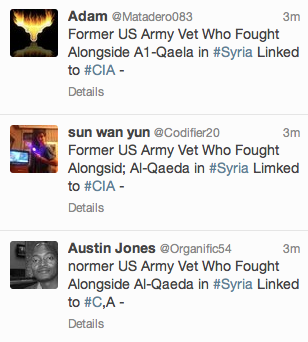 Adam @Matadero083 3m
Former US Army Vet Who Fought
Alongside A1-Qaela in #Syria Linked
to #CIA -
Details
sun wan yun @Codifier20 3m
Former US Army Vet Who Fought
Alongsid; Al-Qaeda in #Syria Limked
to #CIA -
Details
Austin Jones @Organific54 3m
normer US Army Vet Who Fought
Alongside Al-Qaeda in #Syria Linked
to #C,A -
Details